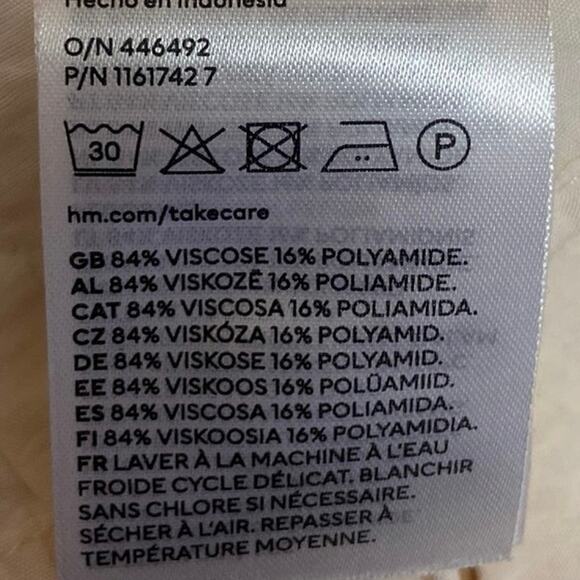 Hecho en Indonesia
O/N 446492
P/N 1161742 7
30
P
hm.com/takecare
GB 84% VISCOSE 16% POLYAMIDE.
AL 84% VISKOZË 16% POLIAMIDE.
CAT 84% VISCOSA 16% POLIAMIDA.
CZ 84% VISKÓZA 16% POLYAMID.
DE 84% VISKOSE 16% POLYAMID.
EE 84% VISKOOS 16% POLÜAMIID.
ES 84% VISCOSA 16% POLIAMIDA.
FI 84% VISKOOSIA 16% POLYAMIDIA.
FR LAVER À LA MACHINE À L'EAU
FROIDE CYCLE DÉLICAT. BLANCHIR
SANS CHLORE SI NÉCESSAIRE.
SÉCHER À L'AIR. REPASSER À
TEMPÉRATURE MOYENNE.